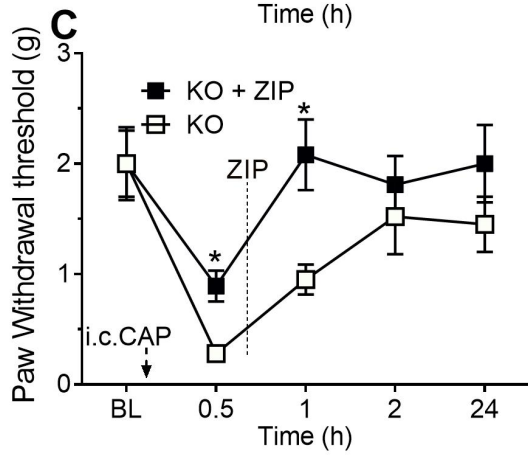 C
Time (h)
Paw Withdrawal threshold (g)
3
2
1
0
KO + ZIP
KO
*
ZIP
*
i.c.CAP
BL 0.5 1 2 24
Time (h)